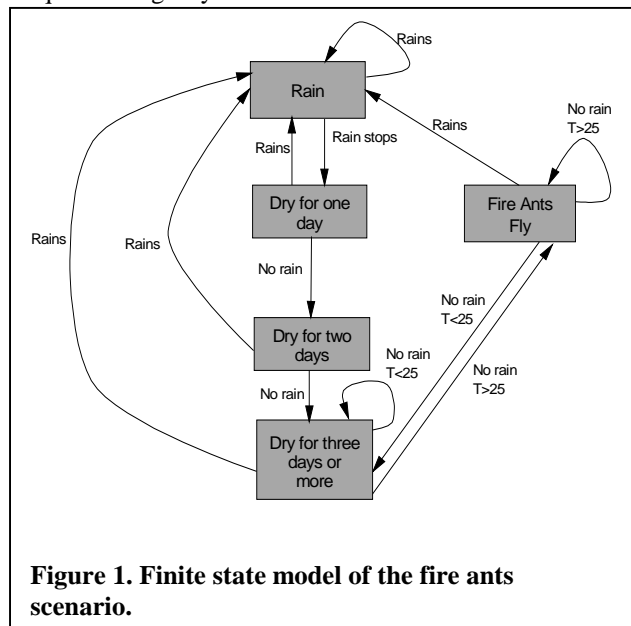 Rains
Rain
No rain
T>25
Rains
Rains
Rain stops
Dry for one
day
Fire Ants
Fly
Rains
Rains
No rain
No rain
T<25
Dry for two
days
No rain
T<25
No rain
T>25
No rain
Dry for three
days or
more
Figure 1. Finite state model of the fire ants
scenario.